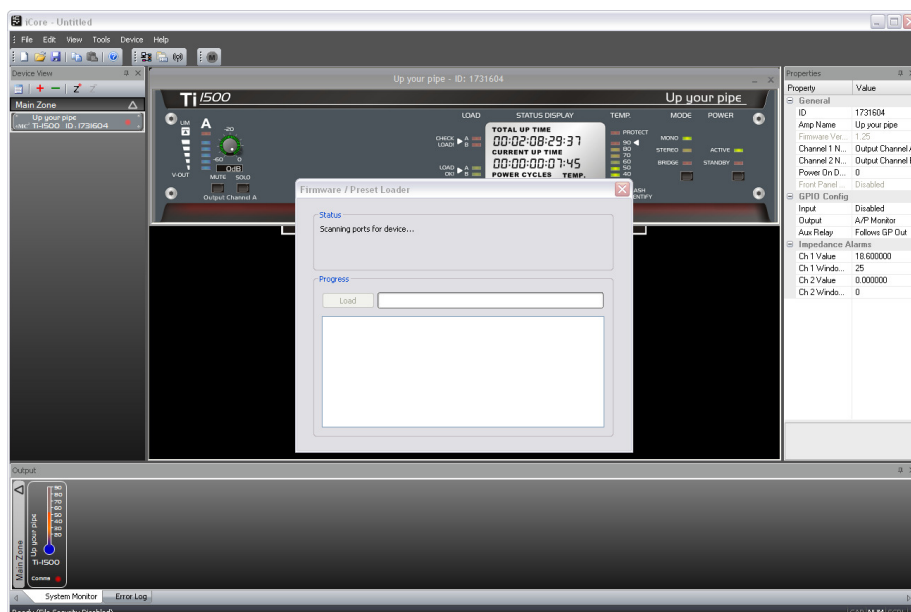 iCore - Untitled
File Edit View Tools Device Help
Device View
Main Zone
Up your pipe
Ti-1500 ID: 1731604
Up your pipe - ID: 1731604
Ti 1500
Up your pipe
LOAD STATUS DISPLAY TEMP. MODE POWER
LIM
A
-20
-60 0
0dB
V-OUT
MUTE SOLO
Output Channel A
CHECK A
LOAD B
LOAD A
OK! B
TOTAL UP TIME
00:02:08:29:37
CURRENT UP TIME
00:00:00:07:45
POWER CYCLES TEMP.
PROTECT
90
80
70
60
50
40
MONO
STEREO
BRIDGE
ACTIVE
STANDBY
Firmware / Preset Loader
Status
Scanning ports for device...
Progress
Load
Properties
Property Value
General
ID 1731604
Amp Name Up your pipe
Firmware Ver... 1.25
Channel 1 N... Output Channel A
Channel 2 N... Output Channel B
Power On D... 0
Front Panel ... Disabled
GPIO Config
Input Disabled
Output A/P Monitor
Aux Relay Follows GP Out
Impedance Alarms
Ch 1 Value 18.600000
Ch 1 Windo... 25
Ch 2 Value 0.000000
Ch 2 Windo... 0
Output
Main Zone
Up your pipe
90
80
70
60
50
40
30
20
Ti-1500
Comms
System Monitor Error Log
Ready (File Security Disabled)